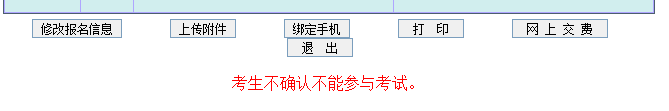 修改报名信息 上传附件 绑定手机 打 印 网 上 交 费
退 出
考生不确认不能参与考试。